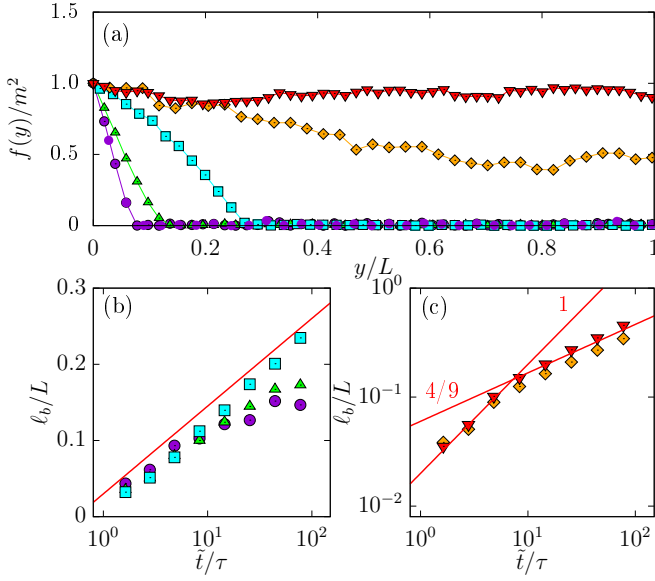 1.5
(a)
1.0
f(y)/m²
0.5
0
0 0.2 0.4 0.6 0.8 1
y/L
0.3
(b)
0.2
ℓ_b/L
0.1
0
10⁰ 10¹ 10²
t̃/τ
10⁰
(c)
1
4/9
10⁻¹
ℓ_b/L
10⁻²
10⁰ 10¹ 10²
t̃/τ